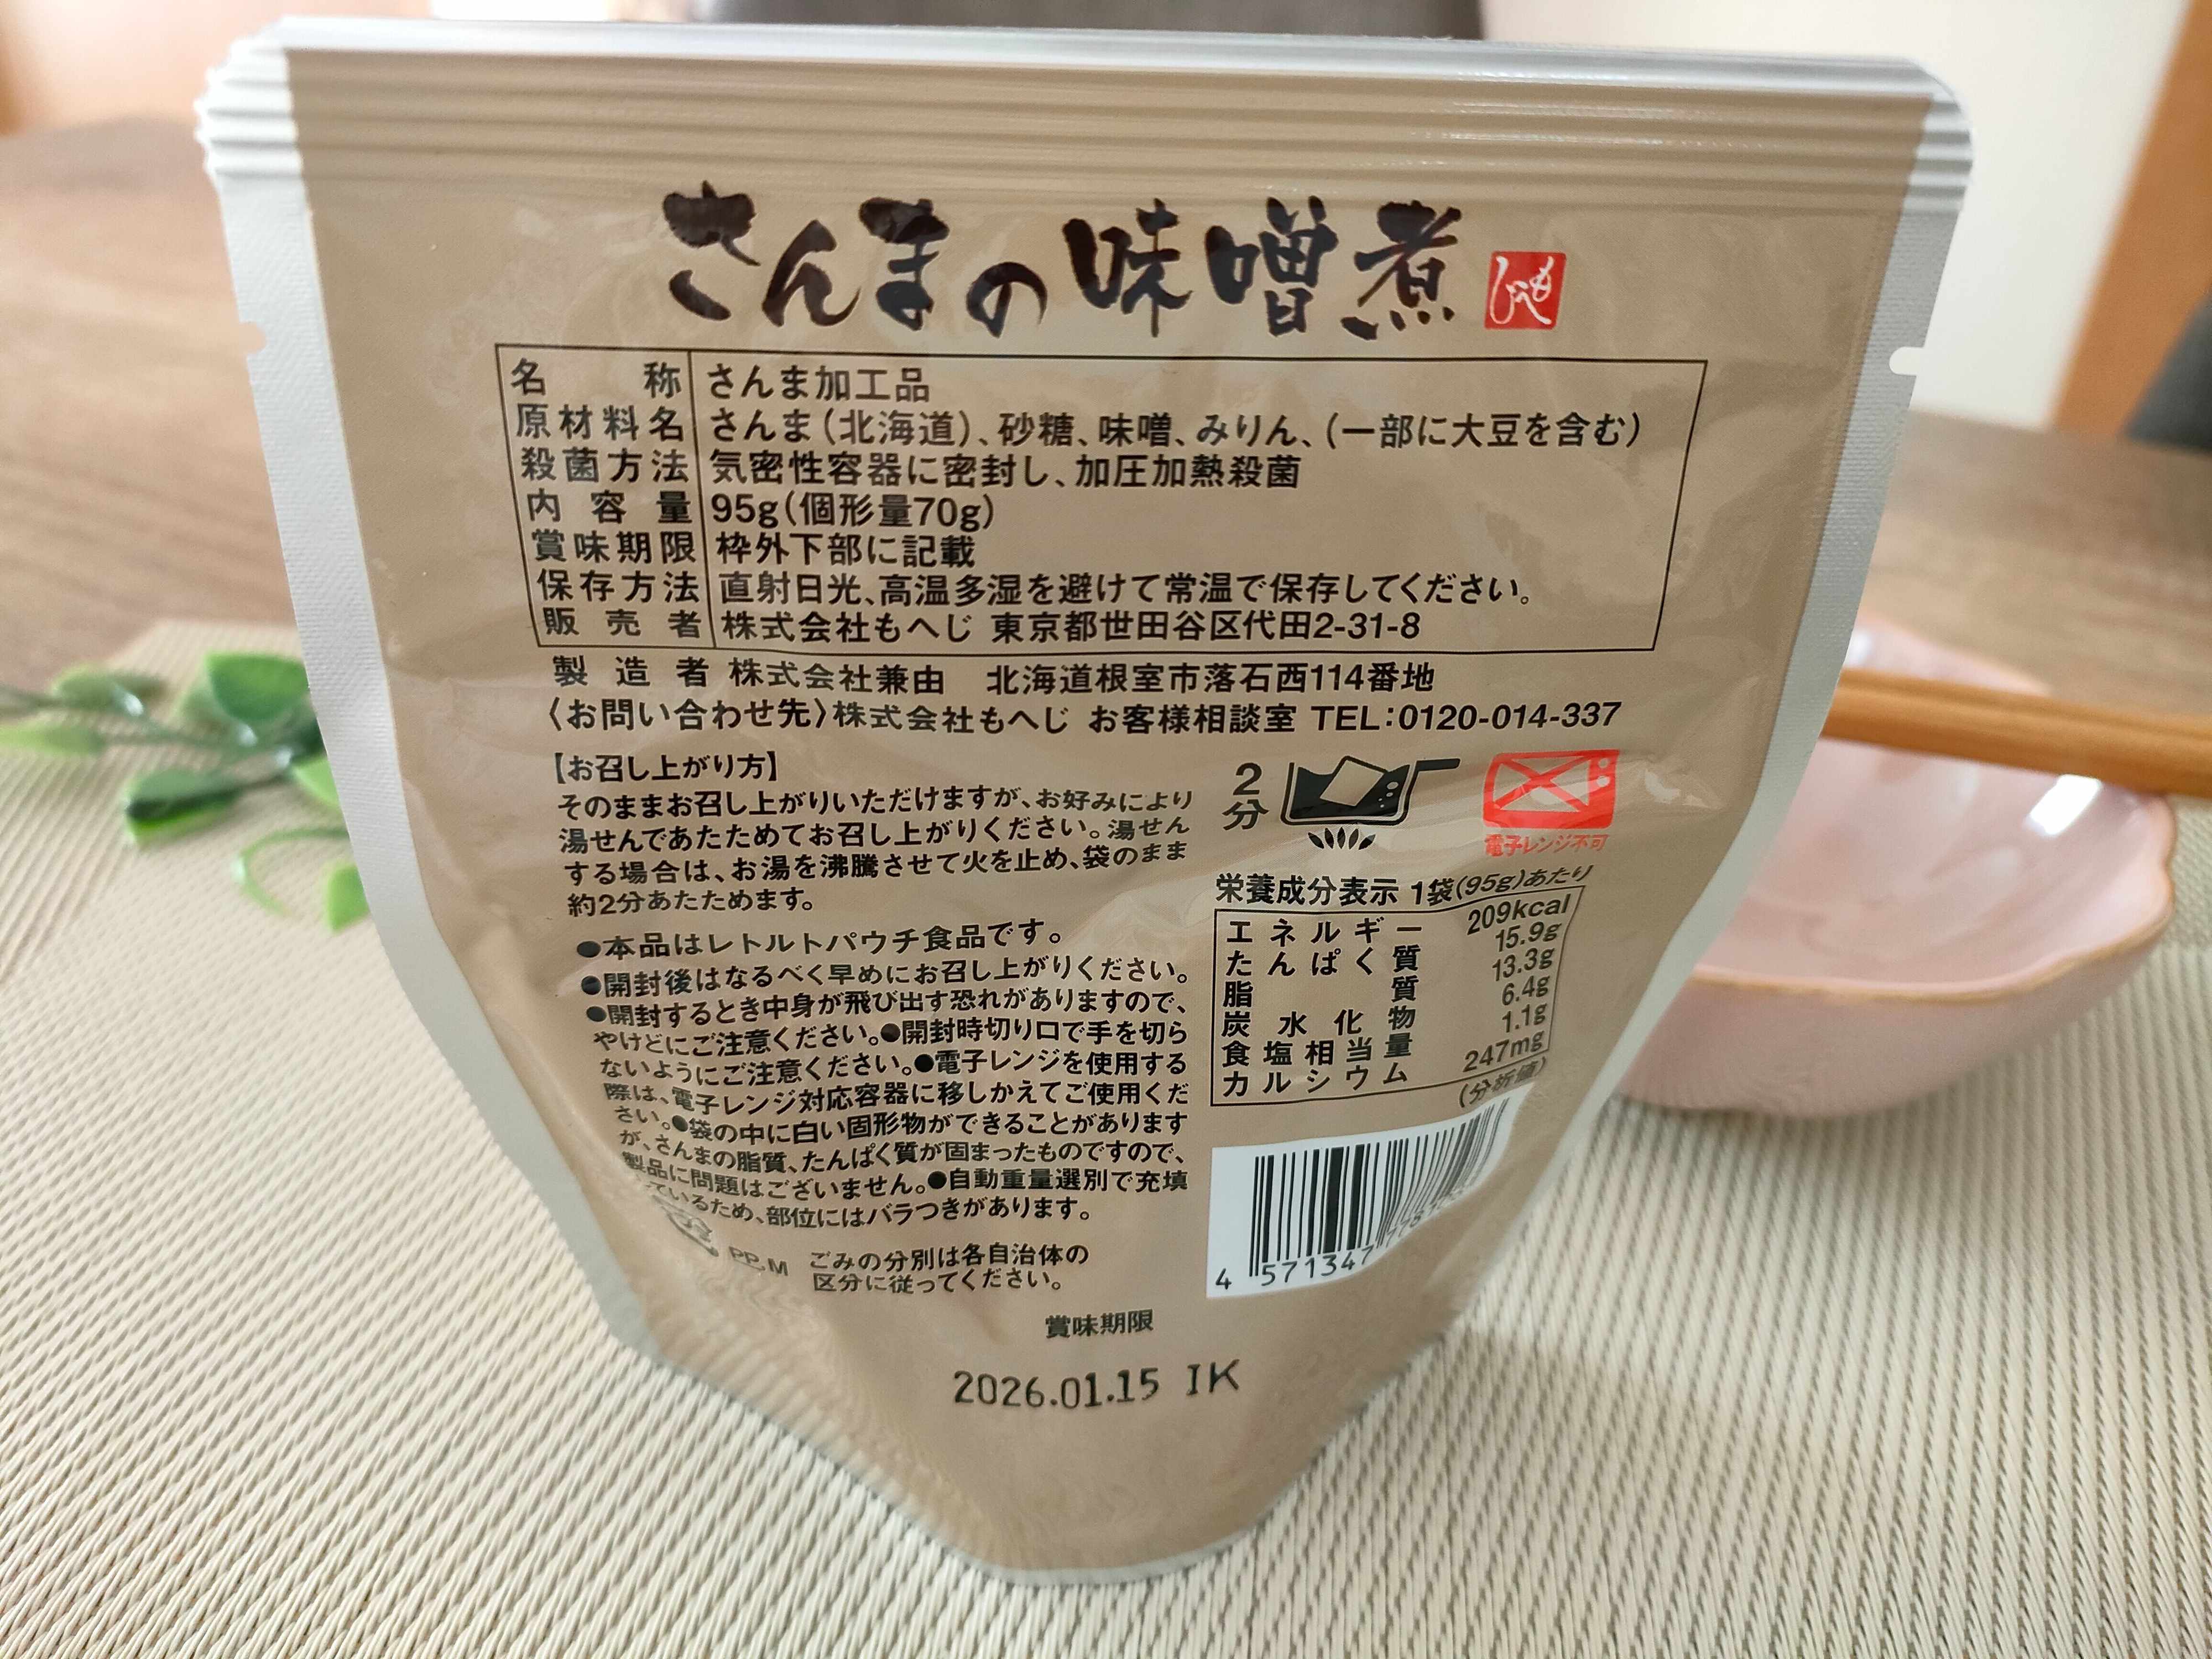 さんまの味噌煮 もへじ
名称 さんま加工品
原材料名 さんま(北海道)、砂糖、味噌、みりん、(一部に大豆を含む)
殺菌方法 気密性容器に密封し、加圧加熱殺菌
内容量 95g(個形量70g)
賞味期限 枠外下部に記載
保存方法 直射日光、高温多湿を避けて常温で保存してください。
販売者 株式会社もへじ 東京都世田谷区代田2-31-8
製造者 株式会社兼由 北海道根室市落石西114番地
〈お問い合わせ先〉株式会社もへじ お客様相談室 TEL:0120-014-337
【お召し上がり方】
そのままお召し上がりいただけますが、お好みにより
湯せんであたためてお召し上がりください。湯せん
する場合は、お湯を沸騰させて火を止め、袋のまま
約2分あたためます。
2分
電子レンジ不可
●本品はレトルトパウチ食品です。
●開封後はなるべく早めにお召し上がりください。
●開封するとき中身が飛び出す恐れがありますので、
やけどにご注意ください。●開封時切り口で手を切ら
ないようにご注意ください。●電子レンジを使用する
際は、電子レンジ対応容器に移しかえてご使用くだ
さい。●袋の中に白い固形物ができることがあります
が、さんまの脂質、たんぱく質が固まったものですので、
製品に問題はございません。●自動重量選別で充填
ているため、部位にはバラつきがあります。
栄養成分表示 1袋(95g)あたり
エネルギー 209kcal
たんぱく質 15.9g
脂質 13.3g
炭水化物 6.4g
食塩相当量 1.1g
カルシウム 247mg
(分析値)
4 571347
PP,M
ごみの分別は各自治体の
区分に従ってください。
賞味期限
2026.01.15 IK